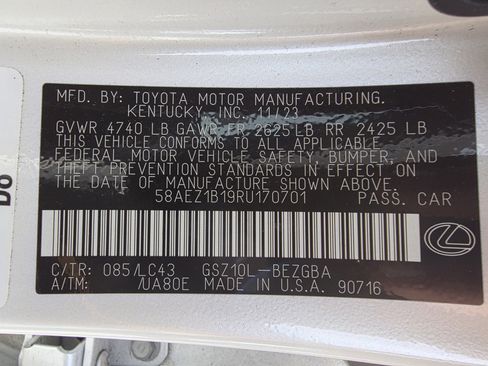 MFD. BY TOYOTA MOTOR MANUFACTURING.
KENTUCKY. INC. 11/23
GVWR 4740 LB GAWR FR 2625 LB RR 2425 LB
THIS VEHICLE CONFORMS TO ALL APPLICABLE
FEDERAL MOTOR VEHICLE SAFETY, BUMPER, AND
THEFT PREVENTION STANDARDS IN EFFECT ON
THE DATE OF MANUFACTURE SHOWN ABOVE.
58AEZ1B19RU170701 PASS. CAR
C/TR: 085/LC43 GSZ10L-BEZGBA
A/TM: /UA80E MADE IN U.S.A. 90716